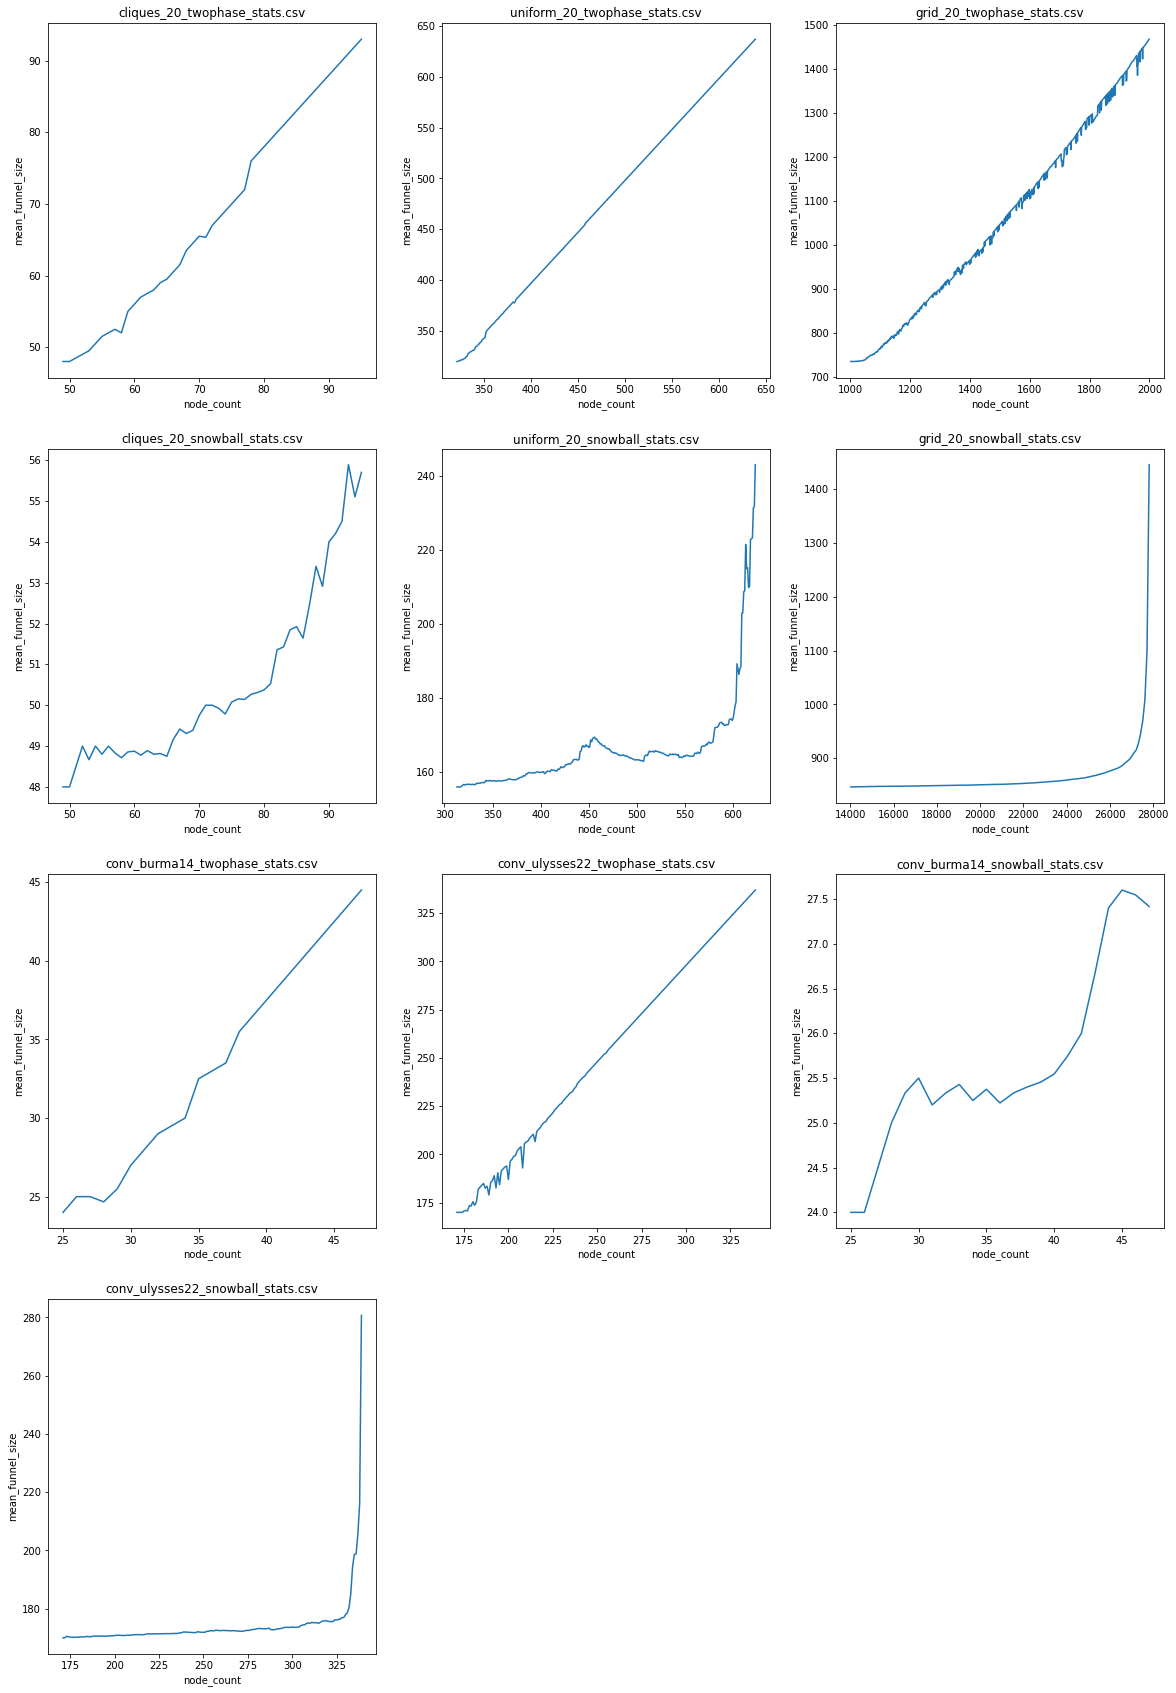 cliques_20_twophase_stats.csv
mean_funnel_size
90
80
70
60
50
50 60 70 80 90
node_count
uniform_20_twophase_stats.csv
mean_funnel_size
650
600
550
500
450
400
350
350 400 450 500 550 600 650
node_count
grid_20_twophase_stats.csv
mean_funnel_size
1500
1400
1300
1200
1100
1000
900
800
700
1000 1200 1400 1600 1800 2000
node_count
cliques_20_snowball_stats.csv
mean_funnel_size
56
55
54
53
52
51
50
49
48
50 60 70 80 90
node_count
uniform_20_snowball_stats.csv
mean_funnel_size
240
220
200
180
160
300 350 400 450 500 550 600
node_count
grid_20_snowball_stats.csv
mean_funnel_size
1400
1300
1200
1100
1000
900
14000 16000 18000 20000 22000 24000 26000 28000
node_count
conv_burma14_twophase_stats.csv
mean_funnel_size
45
40
35
30
25
25 30 35 40 45
node_count
conv_ulysses22_twophase_stats.csv
mean_funnel_size
325
300
275
250
225
200
175
175 200 225 250 275 300 325
node_count
conv_burma14_snowball_stats.csv
mean_funnel_size
27.5
27.0
26.5
26.0
25.5
25.0
24.5
24.0
25 30 35 40 45
node_count
conv_ulysses22_snowball_stats.csv
mean_funnel_size
280
260
240
220
200
180
175 200 225 250 275 300 325
node_count